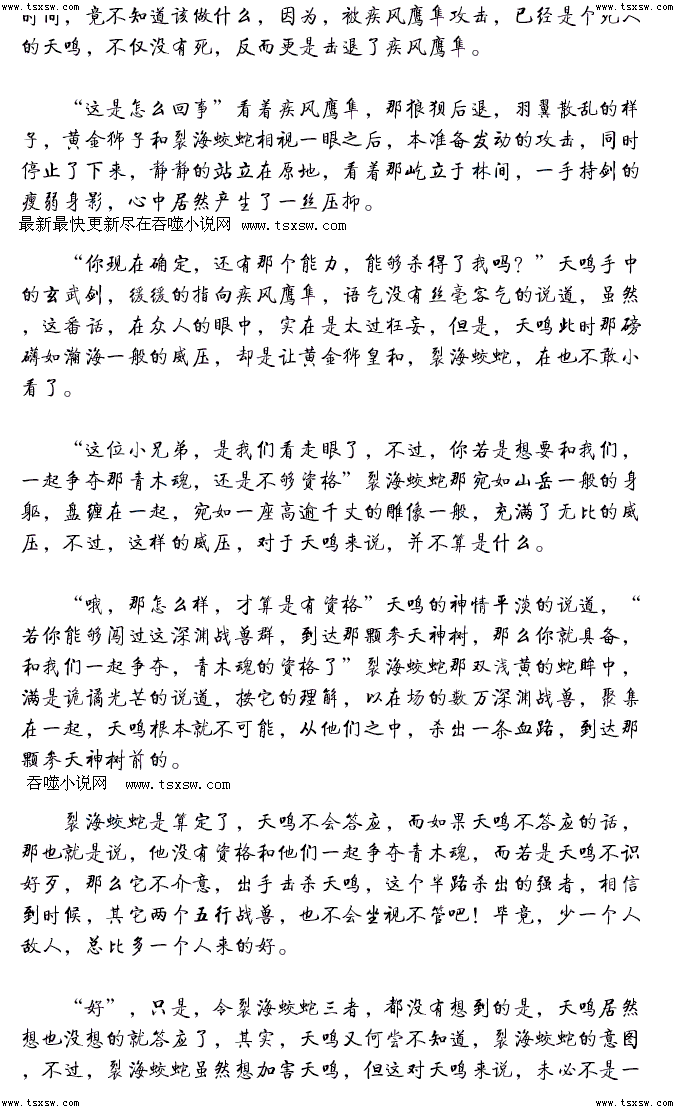 www.tsxsw.com www.tsxsw.com www.tsxsw.com www.tsxsw.com
时间，竟不知道该做什么，因为，被疾风鹰隼攻击，已经是个死人
的天鸣，不仅没有死，反而更是击退了疾风鹰隼。
“这是怎么回事”看着疾风鹰隼，那狼狈后退，羽翼散乱的样
子，黄金狮子和裂海蛟蛇相视一眼之后，本准备发动的攻击，同时
停止了下来，静静的站立在原地，看着那屹立于林间，一手持剑的
瘦弱身影，心中居然产生了一丝压抑。
最新最快更新尽在吞噬小说网 www.tsxsw.com
“你现在确定，还有那个能力，能够杀得了我吗？”天鸣手中
的玄武剑，缓缓的指向疾风鹰隼，语气没有丝毫客气的说道，虽然
，这番话，在众人的眼中，实在是太过狂妄，但是，天鸣此时那磅
礴如瀚海一般的威压，却是让黄金狮皇和，裂海蛟蛇，在也不敢小
看了。
“这位小兄弟，是我们看走眼了，不过，你若是想要和我们，
一起争夺那青木魂，还是不够资格”裂海蛟蛇那宛如山岳一般的身
躯，盘缠在一起，宛如一座高逾千丈的雕像一般，充满了无比的威
压，不过，这样的威压，对于天鸣来说，并不算是什么。
“哦，那怎么样，才算是有资格”天鸣的神情平淡的说道，“
若你能够闯过这深渊战兽群，到达那颗参天神树，那么你就具备，
和我们一起争夺，青木魂的资格了”裂海蛟蛇那双浅黄的蛇眸中，
满是诡谲光芒的说道，按它的理解，以在场的数万深渊战兽，聚集
在一起，天鸣根本就不可能，从他们之中，杀出一条血路，到达那
颗参天神树前的。
吞噬小说网 www.tsxsw.com
裂海蛟蛇是算定了，天鸣不会答应，而如果天鸣不答应的话，
那也就是说，他没有资格和他们一起争夺青木魂，而若是天鸣不识
好歹，那么它不介意，出手击杀天鸣，这个半路杀出的强者，相信
到时候，其它两个五行战兽，也不会坐视不管吧！毕竟，少一个人
敌人，总比多一个人来的好。
“好”，只是，令裂海蛟蛇三者，都没有想到的是，天鸣居然
想也没想的就答应了，其实，天鸣又何尝不知道，裂海蛟蛇的意图
，不过，裂海蛟蛇虽然想加害天鸣，但这对天鸣来说，未必不是一
www.tsxsw.com www.tsxsw.com www.tsxsw.com www.tsxsw.com